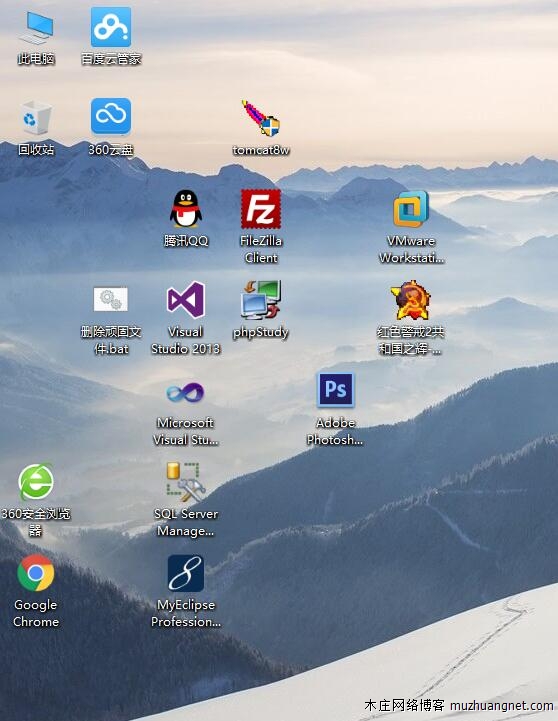 此电脑
百度云管家
回收站
360云盘
tomcat8w
腾讯QQ
FileZilla
Client
VMware
Workstati...
删除顽固文
件.bat
Visual
Studio 2013
phpStudy
红色警戒2共
和国之辉-...
Microsoft
Visual Stu...
Ps
Adobe
Photosh...
360安全浏览
器
SQL Server
Manage...
Google
Chrome
MyEclipse
Profession...
木庄网络博客 muzhuangnet.com